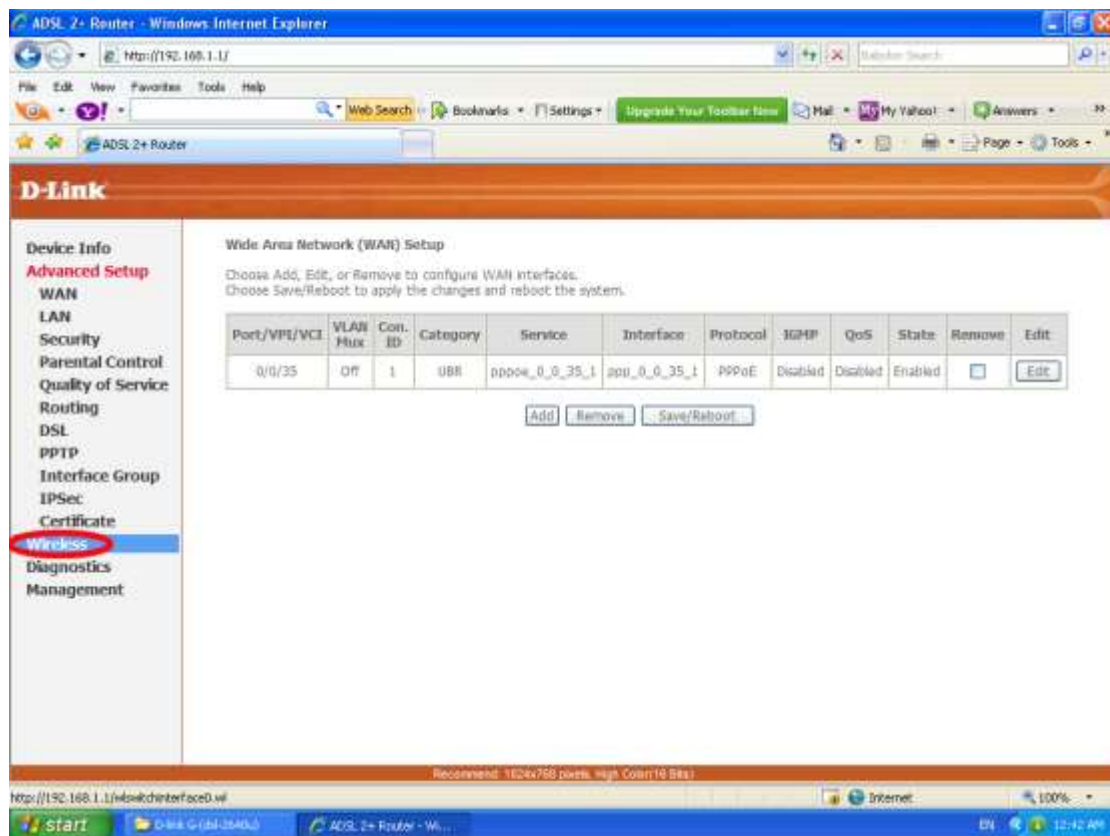 ADSL 2+ Router - Windows Internet Explorer
http://192.168.1.1/
File Edit View Favorites Tools Help
Web Search Bookmarks Settings Upgrade Your Toolbar Now Mail My Yahoo! Answers
ADSL 2+ Router Page Tools
D-Link
Device Info
Advanced Setup
WAN
LAN
Security
Parental Control
Quality of Service
Routing
DSL
PPTP
Interface Group
IPSec
Certificate
Wireless
Diagnostics
Management
Wide Area Network (WAN) Setup
Choose Add, Edit, or Remove to configure WAN interfaces.
Choose Save/Reboot to apply the changes and reboot the system.
Port/VPI/VCI VLAN Mux Con. ID Category Service Interface Protocol IGMP QoS State Remove Edit
0/0/35 Off 1 UBR pppoe_0_0_35_1 ppp_0_0_35_1 PPPoE Disabled Disabled Enabled Edit
Add Remove Save/Reboot
Recommend: 1024x768 pixels, High Color(16 Bits)
http://192.168.1.1/wlswitchinterface0.wl Internet 100%
start ADSL 2+ Router - Wi... EN 12:42 AM